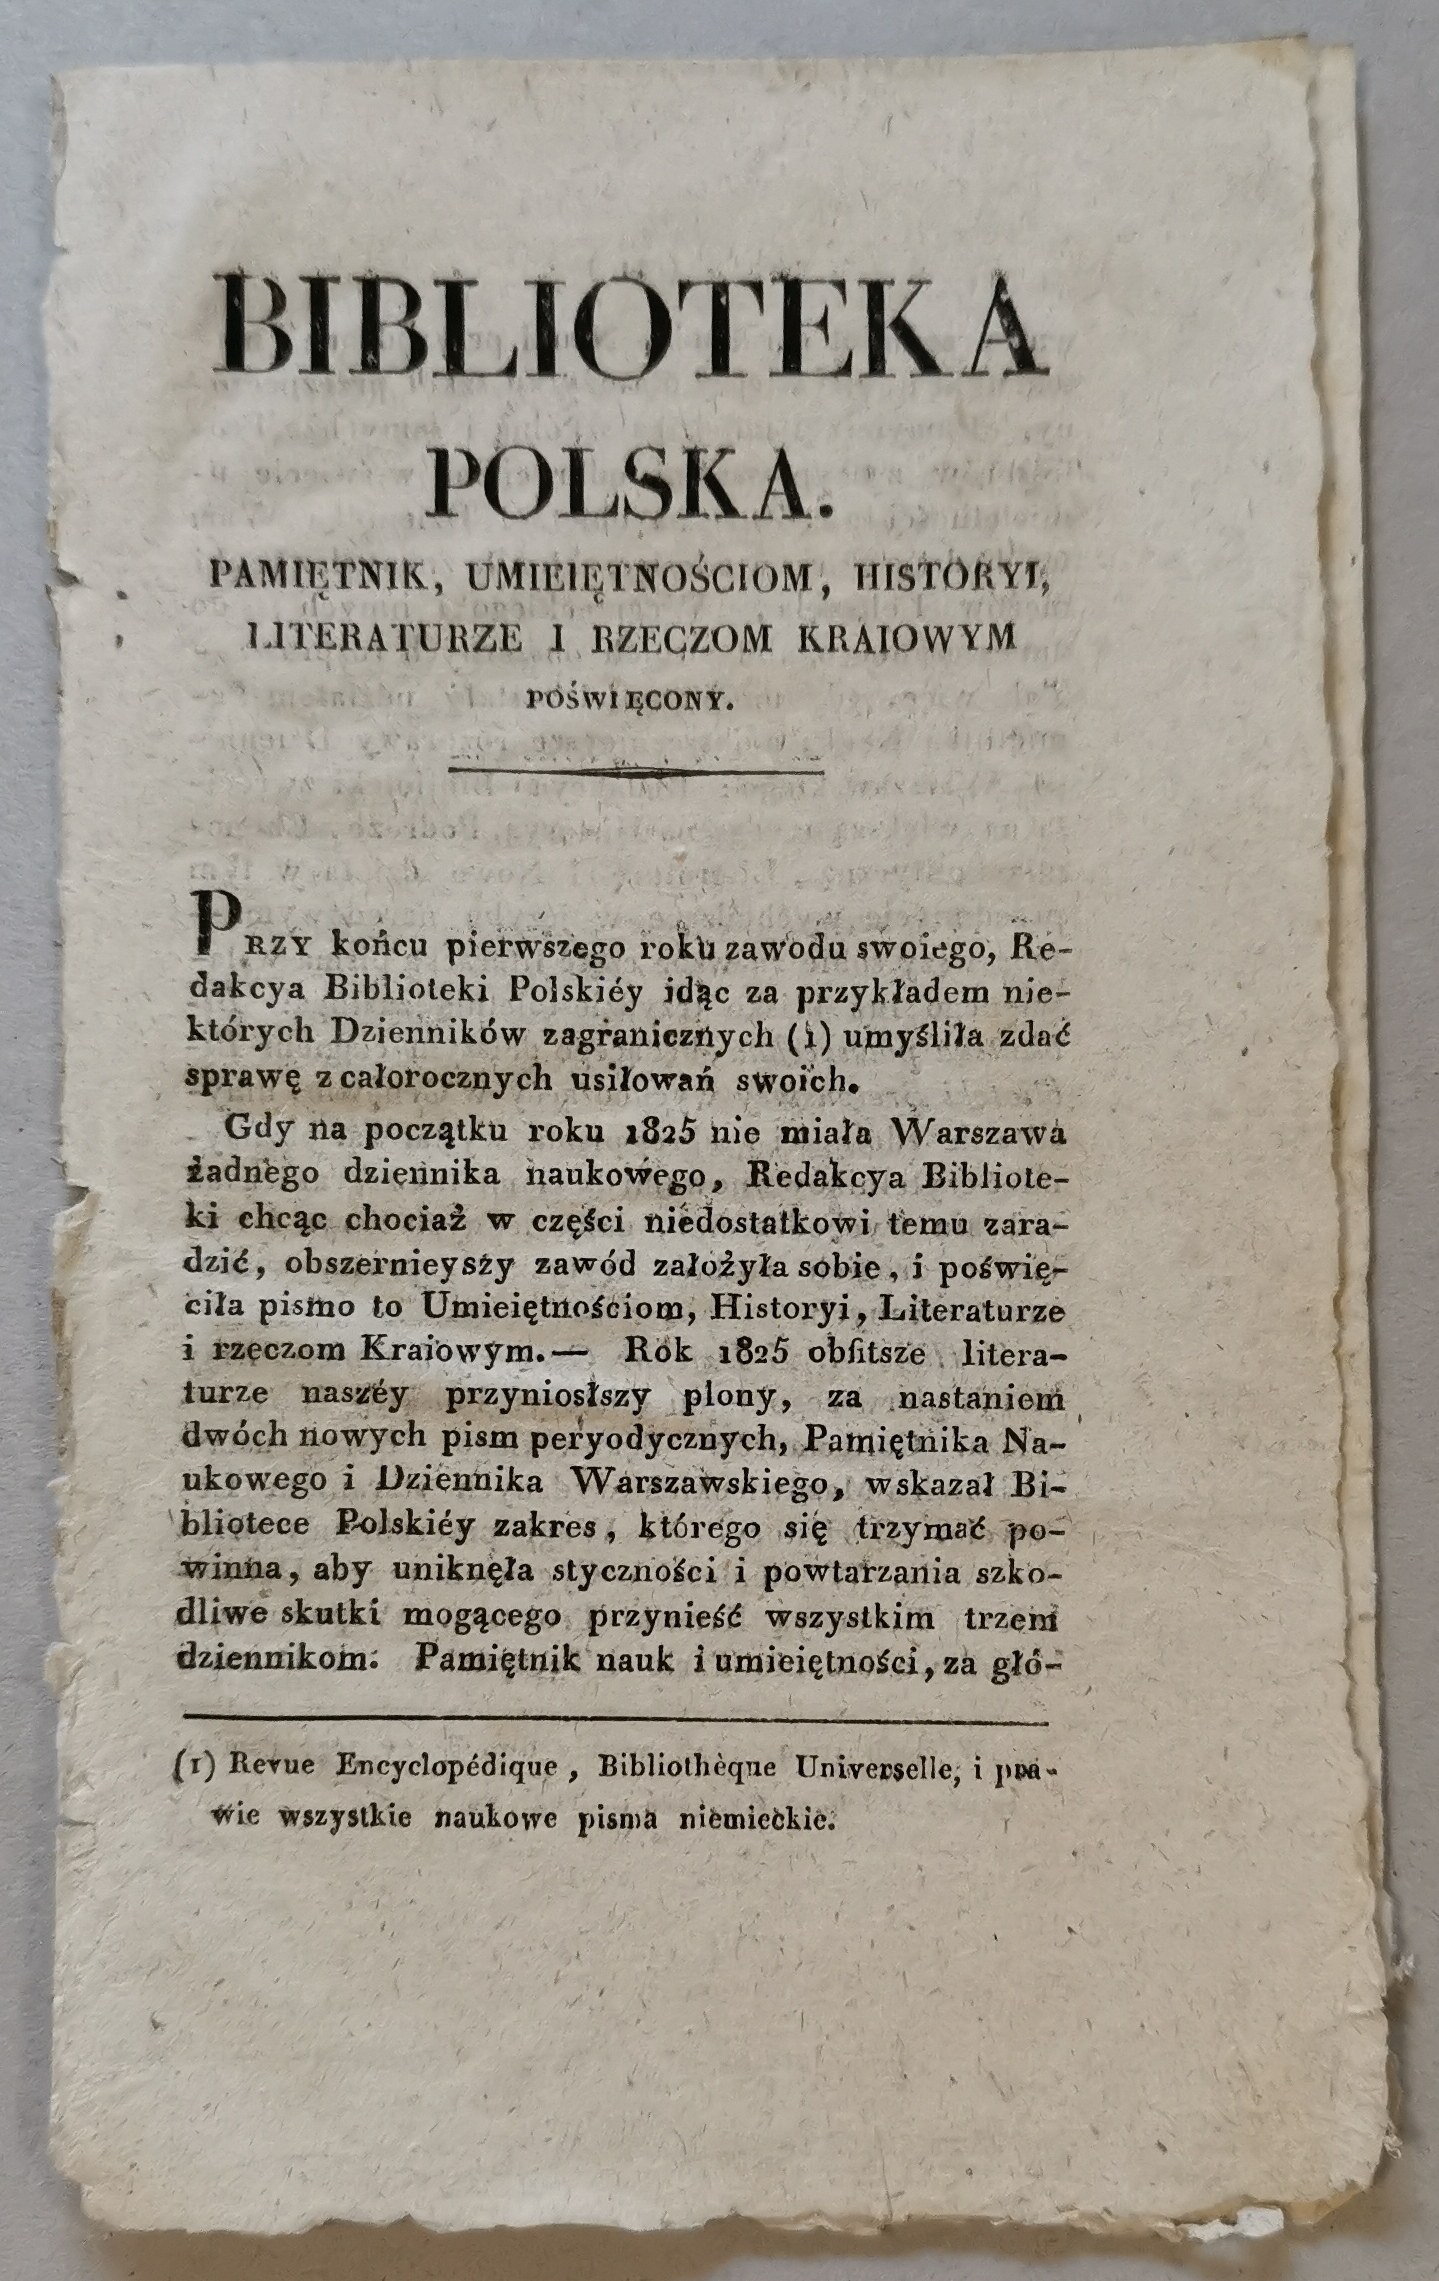 BIBLIOTEKA
POLSKA.
PAMIĘTNIK, UMIEIĘTNOŚCIOM, HISTORYI,
LITERATURZE I RZECZOM KRAIOWYM
POŚWIĘCONY.
PRZY końcu pierwszego roku zawodu swoiego, Re-
dakcya Biblioteki Polskiéy idąc za przykładem nie-
których Dzienników zagranicznych (1) umyśliła zdać
sprawę z całorocznych usiłowań swoich.
Gdy na początku roku 1825 nie miała Warszawa
żadnego dziennika naukowego, Redakcya Bibliote-
ki chcąc chociaż w części niedostatkowi temu zara-
dzić, obszernieyszy zawód założyła sobie, i poświę-
ciła pismo to Umieiętnościom, Historyi, Literaturze
i rzeczom Kraiowym.— Rok 1825 obfitsze litera-
turze naszéy przyniosłszy plony, za nastaniem
dwóch nowych pism peryodycznych, Pamiętnika Na-
ukowego i Dziennika Warszawskiego, wskazał Bi-
bliotece Polskiéy zakres, którego się trzymać po-
winna, aby uniknęła styczności i powtarzania szko-
dliwe skutki mogącego przynieść wszystkim trzem
dziennikom. Pamiętnik nauk i umieiętności, za głó-
(1) Revue Encyclopédique, Bibliothèque Universelle, i pra-
wie wszystkie naukowe pisma niemieckie.